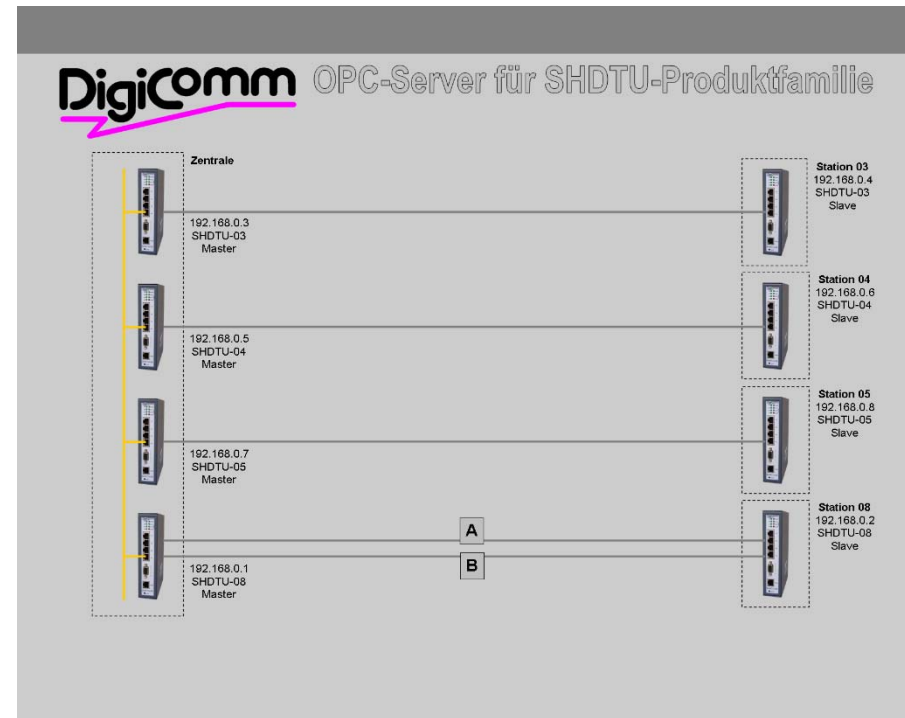 Digicomm OPC-Server für SHDTU-Produktfamilie
Zentrale
192.168.0.3
SHDTU-03
Master
Station 03
192.168.0.4
SHDTU-03
Slave
192.168.0.5
SHDTU-04
Master
Station 04
192.168.0.6
SHDTU-04
Slave
192.168.0.7
SHDTU-05
Master
Station 05
192.168.0.8
SHDTU-05
Slave
A
B
192.168.0.1
SHDTU-08
Master
Station 08
192.168.0.2
SHDTU-08
Slave